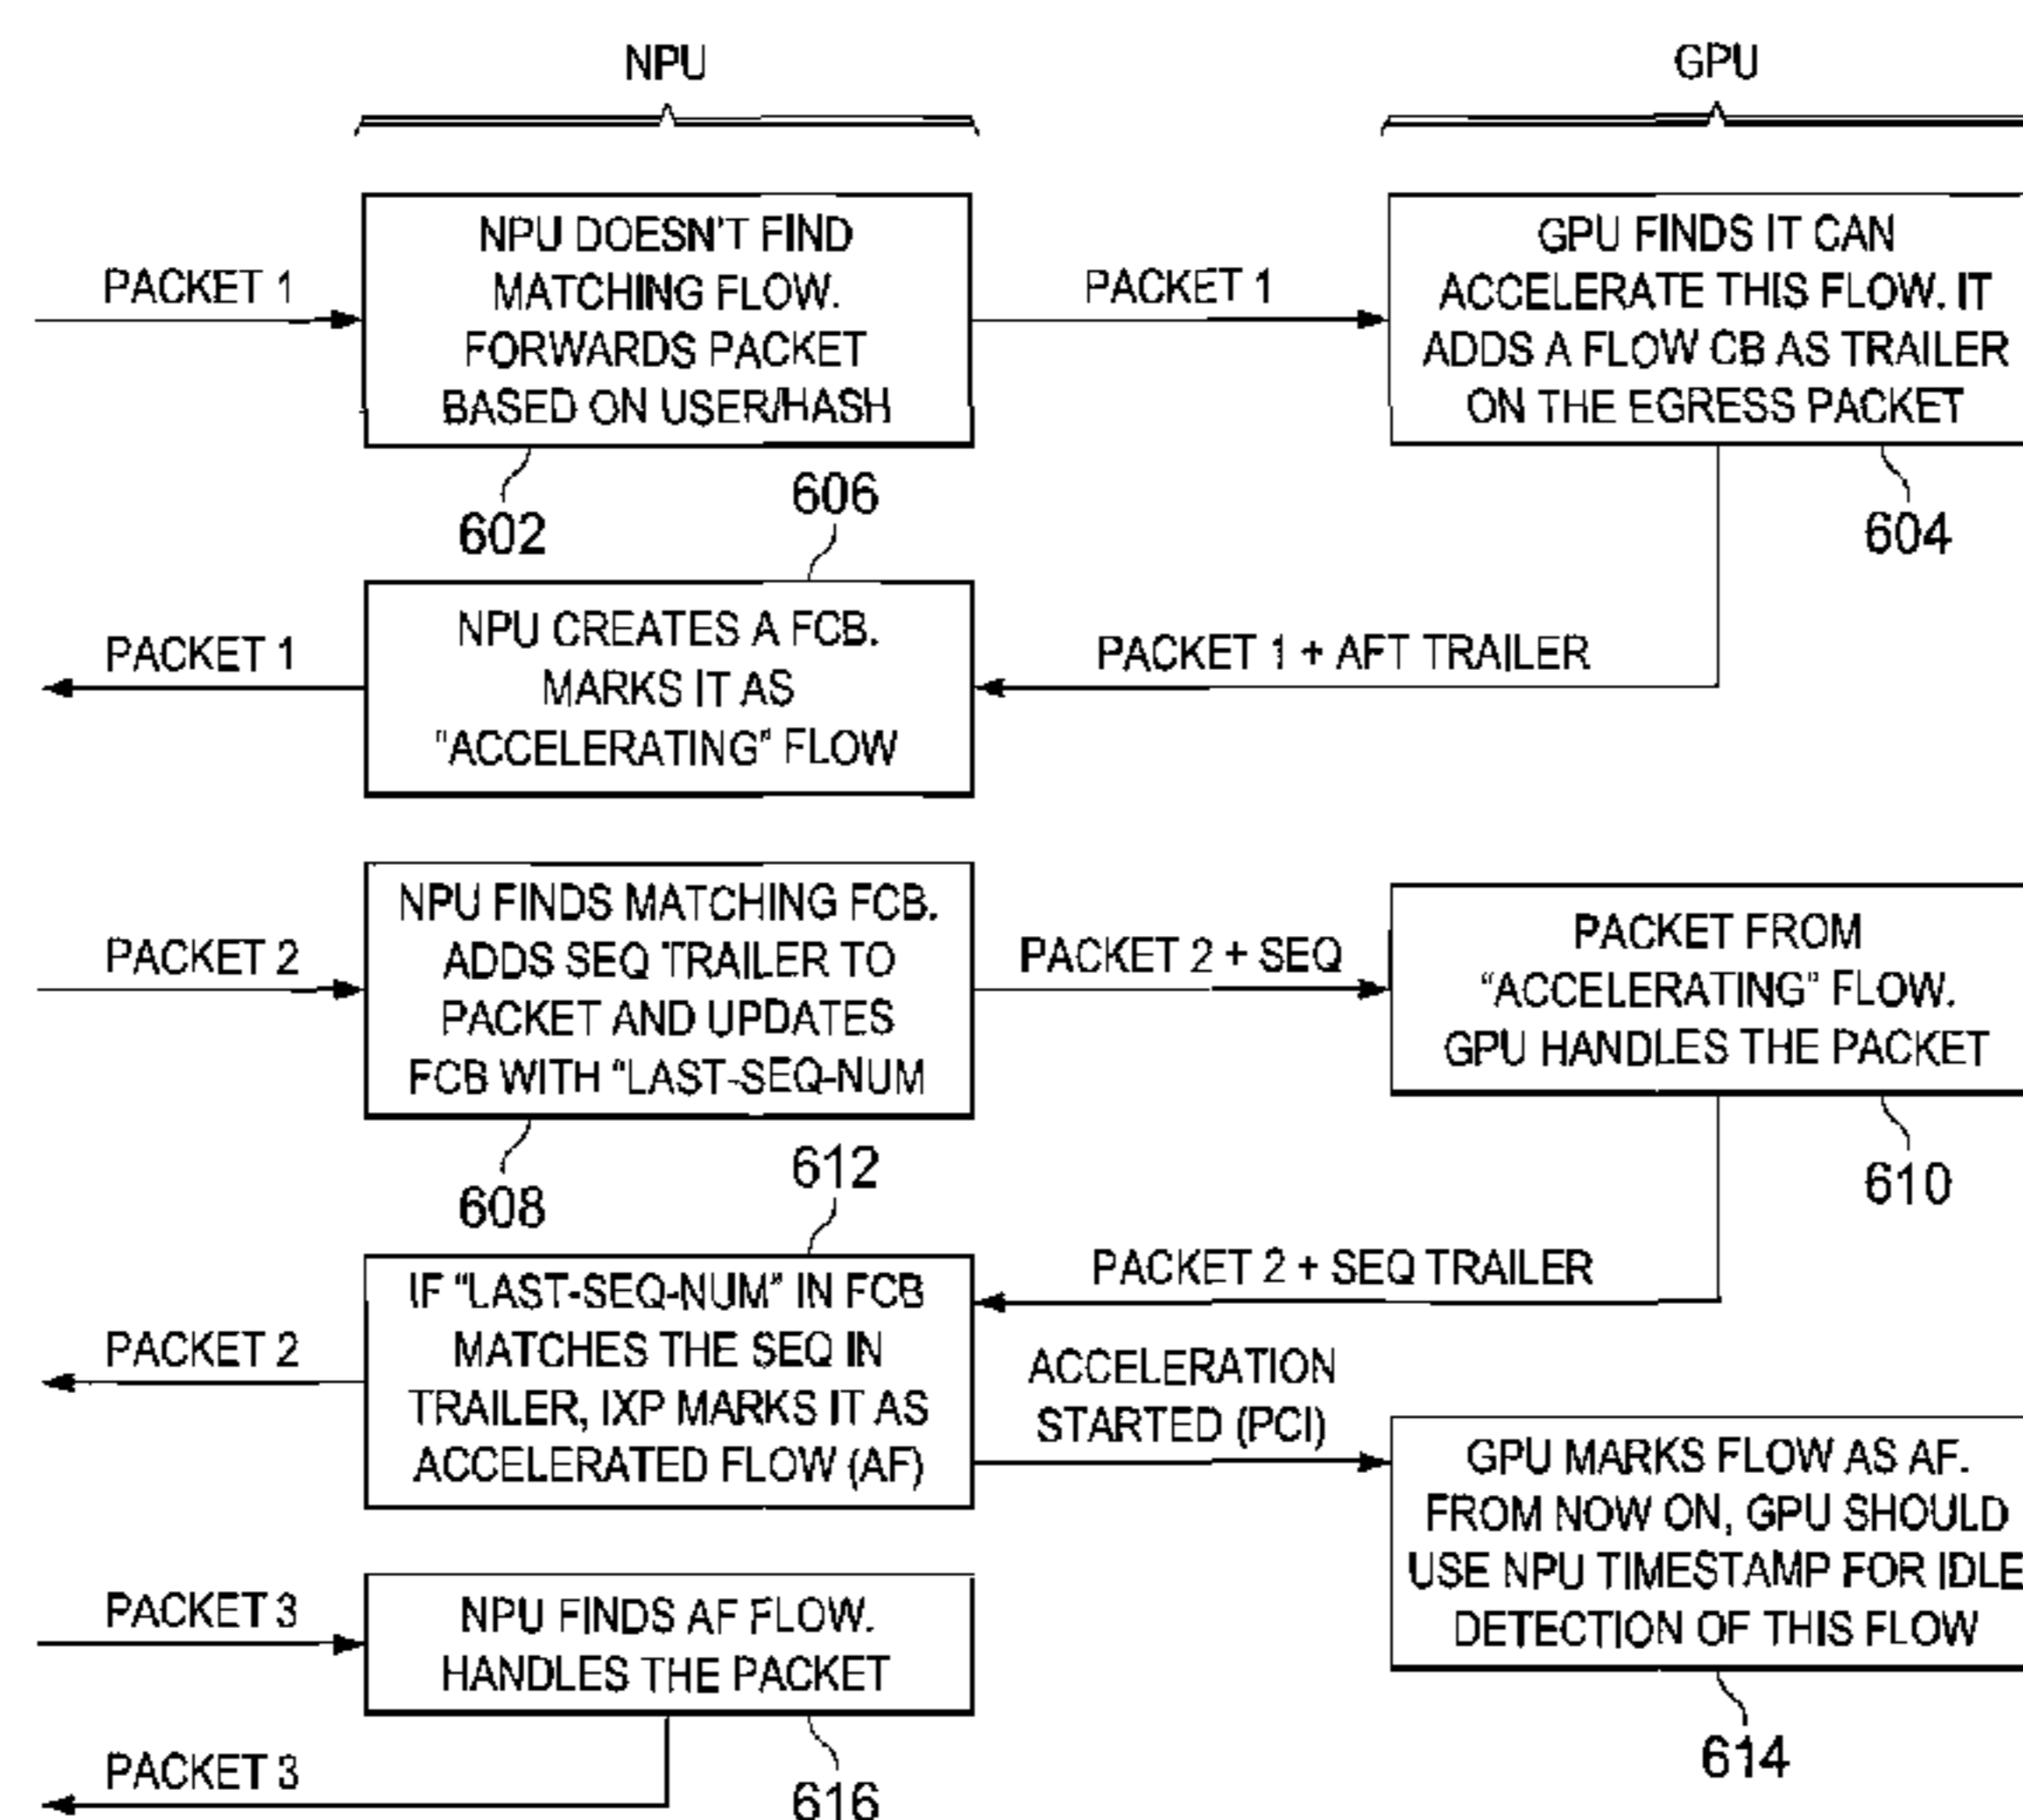 NPU
GPU
PACKET 1
NPU DOESN'T FIND
MATCHING FLOW.
FORWARDS PACKET
BASED ON USER/HASH
602
PACKET 1
GPU FINDS IT CAN
ACCELERATE THIS FLOW. IT
ADDS A FLOW CB AS TRAILER
ON THE EGRESS PACKET
604
606
PACKET 1
NPU CREATES A FCB.
MARKS IT AS
"ACCELERATING" FLOW
PACKET 1 + AFT TRAILER
PACKET 2
NPU FINDS MATCHING FCB.
ADDS SEQ TRAILER TO
PACKET AND UPDATES
FCB WITH "LAST-SEQ-NUM
608
PACKET 2 + SEQ
PACKET FROM
"ACCELERATING" FLOW.
GPU HANDLES THE PACKET
610
612
PACKET 2
IF "LAST-SEQ-NUM" IN FCB
MATCHES THE SEQ IN
TRAILER, IXP MARKS IT AS
ACCELERATED FLOW (AF)
PACKET 2 + SEQ TRAILER
ACCELERATION
STARTED (PCI)
GPU MARKS FLOW AS AF.
FROM NOW ON, GPU SHOULD
USE NPU TIMESTAMP FOR IDLE
DETECTION OF THIS FLOW
614
PACKET 3
NPU FINDS AF FLOW.
HANDLES THE PACKET
616
PACKET 3